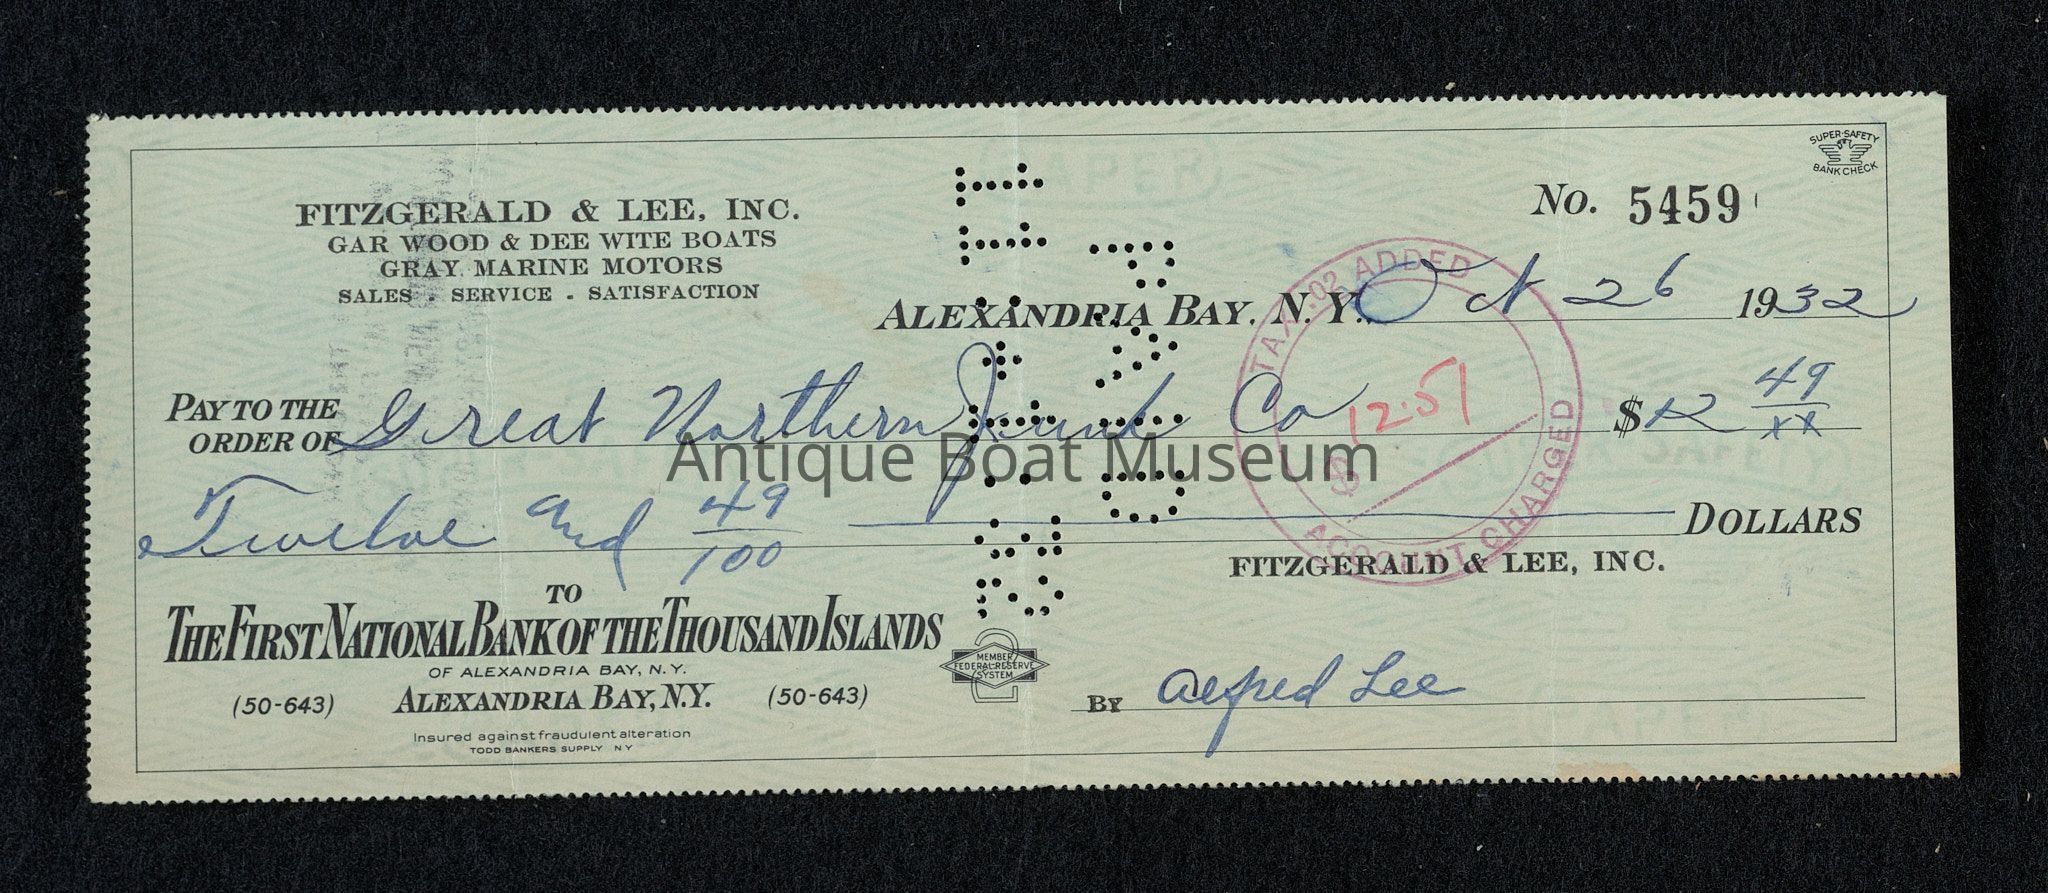 SUPER-SAFETY
BANK CHECK
FITZGERALD & LEE, INC.
GAR WOOD & DEE WITE BOATS
GRAY MARINE MOTORS
SALES . SERVICE . SATISFACTION
No. 5459
ALEXANDRIA BAY, N. Y. Oct 26 1932
TAX .02 ADDED
PAY TO THE
ORDER OF Great Northern Co $12 49/xx
$12.51
Antique Boat Museum
Twelve and 49/100 DOLLARS
ACCOUNT CHARGED
FITZGERALD & LEE, INC.
TO
THE FIRST NATIONAL BANK OF THE THOUSAND ISLANDS
OF ALEXANDRIA BAY, N.Y.
MEMBER
FEDERAL RESERVE
SYSTEM
(50-643) ALEXANDRIA BAY, N.Y. (50-643)
BY Alfred Lee
Insured against fraudulent alteration
TODD BANKERS SUPPLY NY